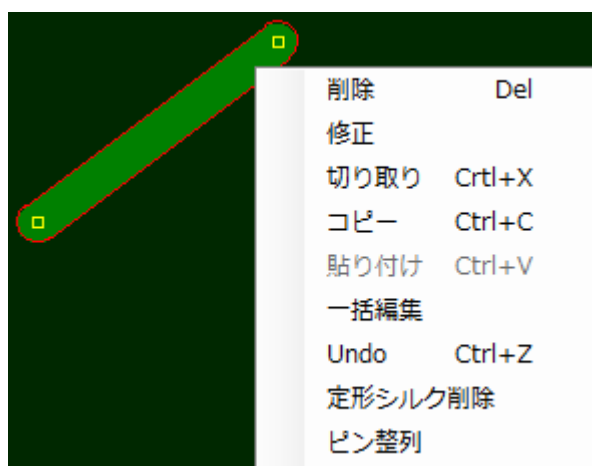 削除 Del
修正
切り取り Crtl+X
コピー Ctrl+C
貼り付け Ctrl+V
一括編集
Undo Ctrl+Z
定形シルク削除
ピン整列